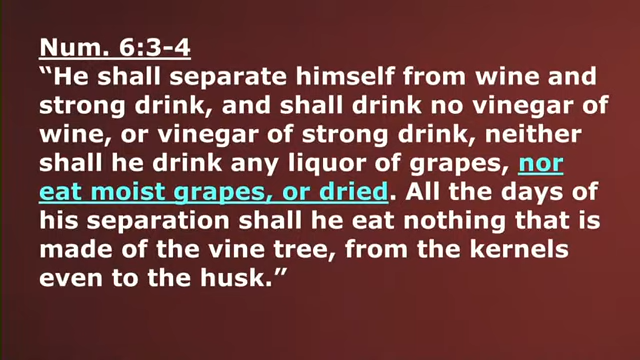 Num. 6:3-4
“He shall separate himself from wine and
strong drink, and shall drink no vinegar of
wine, or vinegar of strong drink, neither
shall he drink any liquor of grapes, nor
eat moist grapes, or dried. All the days of
his separation shall he eat nothing that is
made of the vine tree, from the kernels
even to the husk.”